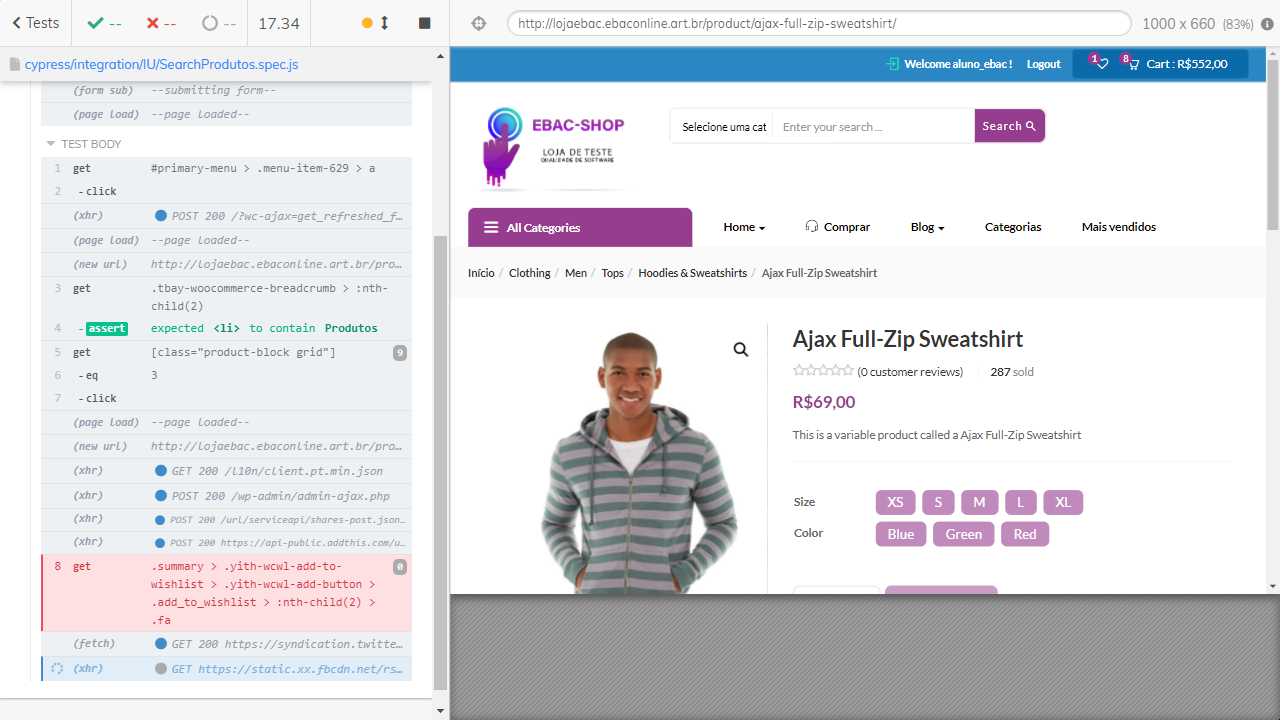 Tests
--
--
--
17.34
http://lojaebac.ebaconline.art.br/product/ajax-full-zip-sweatshirt/
1000 x 660 (83%)
cypress/integration/IU/SearchProdutos.spec.js
(form sub) --submitting form--
(page load) --page loaded--
TEST BODY
1 get #primary-menu > .menu-item-629 > a
2 -click
(xhr) POST 200 /?wc-ajax=get_refreshed_f…
(page load) --page loaded--
(new url) http://lojaebac.ebaconline.art.br/pro…
3 get .tbay-woocommerce-breadcrumb > :nth-
child(2)
4 -assert expected <li> to contain Produtos
5 get [class="product-block grid"] 9
6 -eq 3
7 -click
(page load) --page loaded--
(new url) http://lojaebac.ebaconline.art.br/pro…
(xhr) GET 200 /l10n/client.pt.min.json
(xhr) POST 200 /wp-admin/admin-ajax.php
(xhr) POST 200 /url/serviceapi/shares-post.json…
(xhr) POST 200 https://api-public.addthis.com/u…
8 get .summary > .yith-wcwl-add-to- 0
wishlist > .yith-wcwl-add-button >
.add_to_wishlist > :nth-child(2) >
.fa
(fetch) GET 200 https://syndication.twitte…
(xhr) GET https://static.xx.fbcdn.net/rs…
Welcome aluno_ebac !
Logout
1
8
Cart : R$552,00
EBAC-SHOP
LOJA DE TESTE
QUALIDADE DE SOFTWARE
Selecione uma cat
Enter your search ...
Search
All Categories
Home
Comprar
Blog
Categorias
Mais vendidos
Início / Clothing / Men / Tops / Hoodies & Sweatshirts / Ajax Full-Zip Sweatshirt
Ajax Full-Zip Sweatshirt
(0 customer reviews) 287 sold
R$69,00
This is a variable product called a Ajax Full-Zip Sweatshirt
Size XS S M L XL
Color Blue Green Red